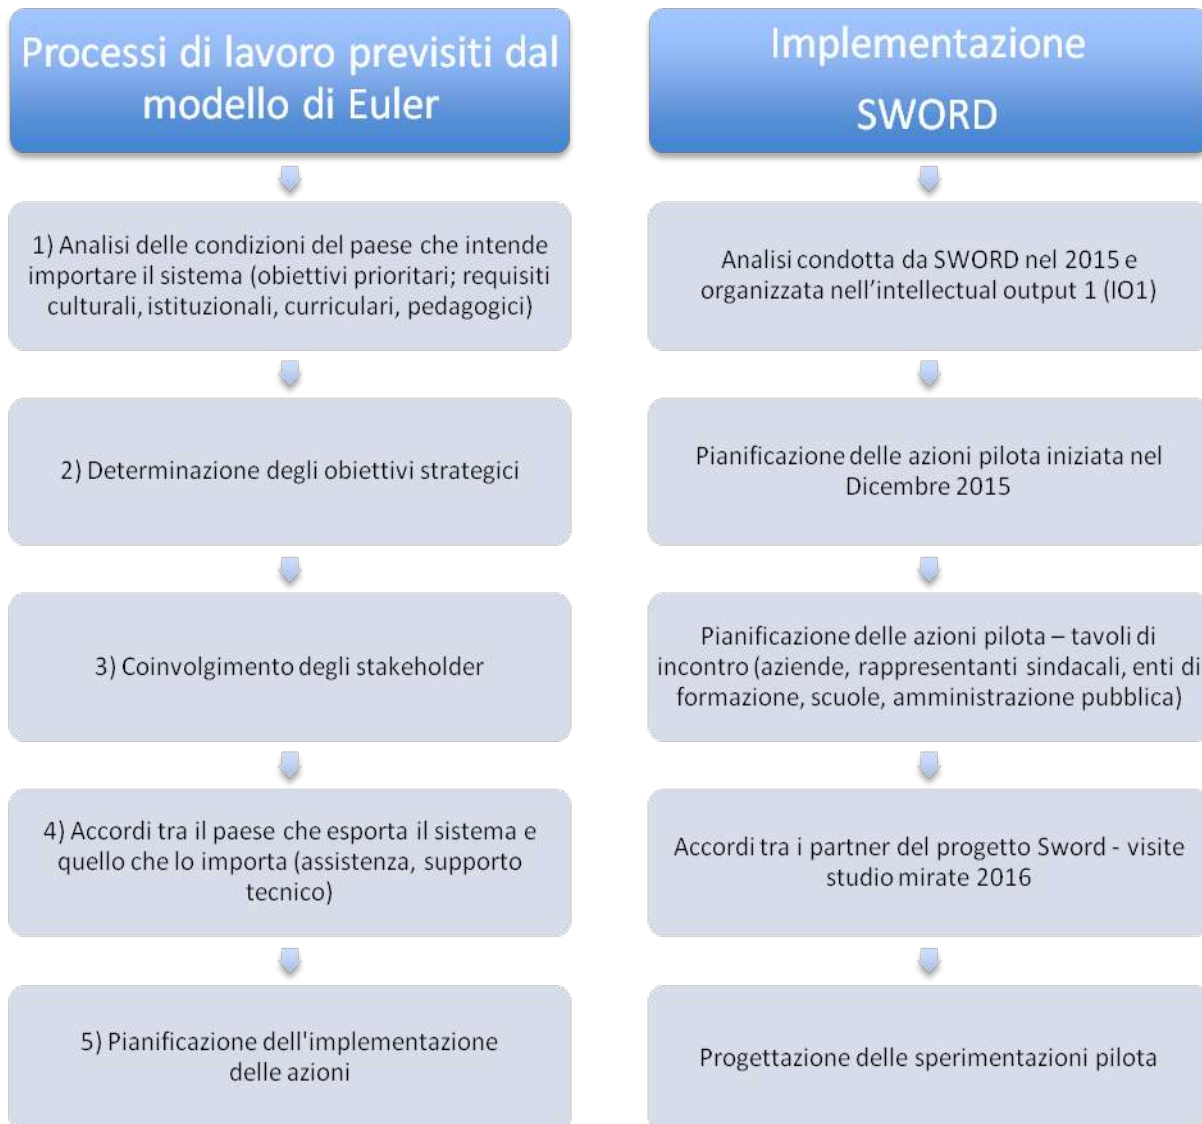 Processi di lavoro previsiti dal
modello di Euler
1) Analisi delle condizioni del paese che intende
importare il sistema (obiettivi prioritari; requisiti
culturali, istituzionali, curriculari, pedagogici)
2) Determinazione degli obiettivi strategici
3) Coinvolgimento degli stakeholder
4) Accordi tra il paese che esporta il sistema e
quello che lo importa (assistenza, supporto
tecnico)
5) Pianificazione dell'implementazione
delle azioni
Implementazione
SWORD
Analisi condotta da SWORD nel 2015 e
organizzata nell’intellectual output 1 (IO1)
Pianificazione delle azioni pilota iniziata nel
Dicembre 2015
Pianificazione delle azioni pilota – tavoli di
incontro (aziende, rappresentanti sindacali, enti di
formazione, scuole, amministrazione pubblica)
Accordi tra i partner del progetto Sword - visite
studio mirate 2016
Progettazione delle sperimentazioni pilota